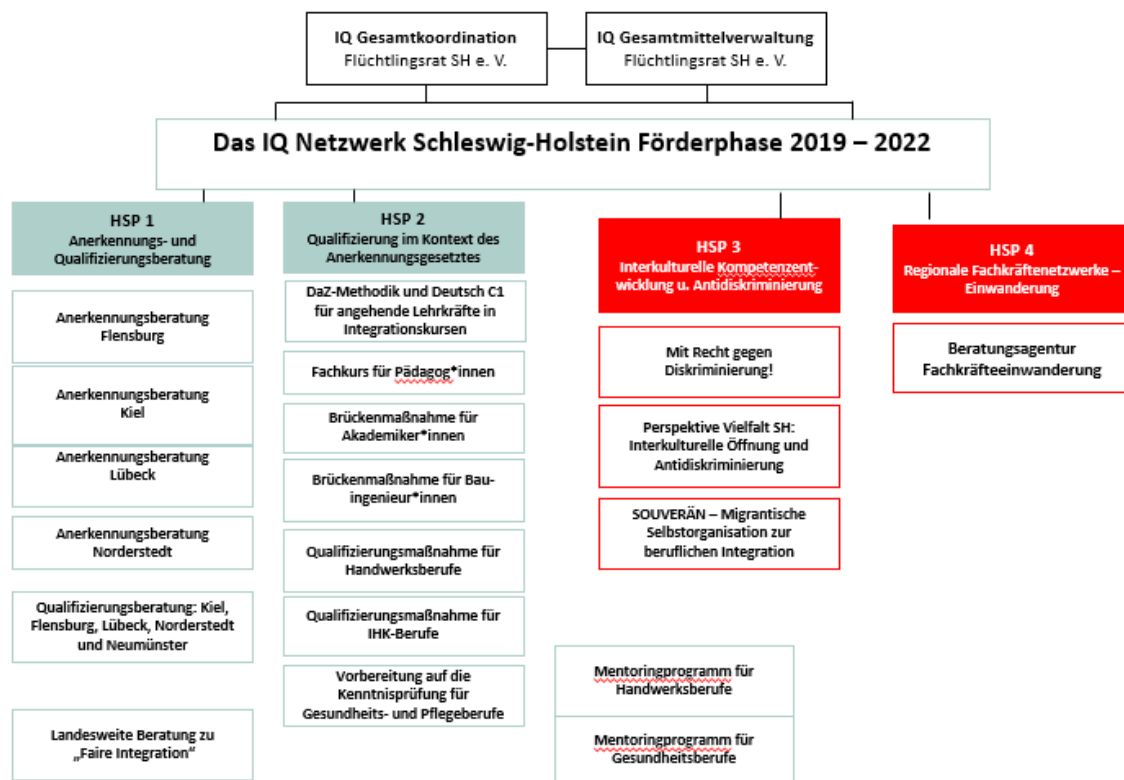 IQ Gesamtkoordination
Flüchtlingsrat SH e. V.
IQ Gesamtmittelverwaltung
Flüchtlingsrat SH e. V.
Das IQ Netzwerk Schleswig-Holstein Förderphase 2019 – 2022
HSP 1
Anerkennungs- und
Qualifizierungsberatung
Anerkennungsberatung
Flensburg
Anerkennungsberatung
Kiel
Anerkennungsberatung
Lübeck
Anerkennungsberatung
Norderstedt
Qualifizierungsberatung: Kiel,
Flensburg, Lübeck, Norderstedt
und Neumünster
Landesweite Beratung zu
„Faire Integration“
HSP 2
Qualifizierung im Kontext des
Anerkennungsgesetztes
DaZ-Methodik und Deutsch C1
für angehende Lehrkräfte in
Integrationskursen
Fachkurs für Pädagog*innen
Brückenmaßnahme für
Akademiker*innen
Brückenmaßnahme für Bau-
ingenieur*innen
Qualifizierungsmaßnahme für
Handwerksberufe
Qualifizierungsmaßnahme für
IHK-Berufe
Vorbereitung auf die
Kenntnisprüfung für
Gesundheits- und Pflegeberufe
HSP 3
Interkulturelle Kompetenzent-
wicklung u. Antidiskriminierung
Mit Recht gegen
Diskriminierung!
Perspektive Vielfalt SH:
Interkulturelle Öffnung und
Antidiskriminierung
SOUVERÄN – Migrantische
Selbstorganisation zur
beruflichen Integration
Mentoringprogramm für
Handwerksberufe
Mentoringprogramm für
Gesundheitsberufe
HSP 4
Regionale Fachkräftenetzwerke –
Einwanderung
Beratungsagentur
Fachkräfteeinwanderung